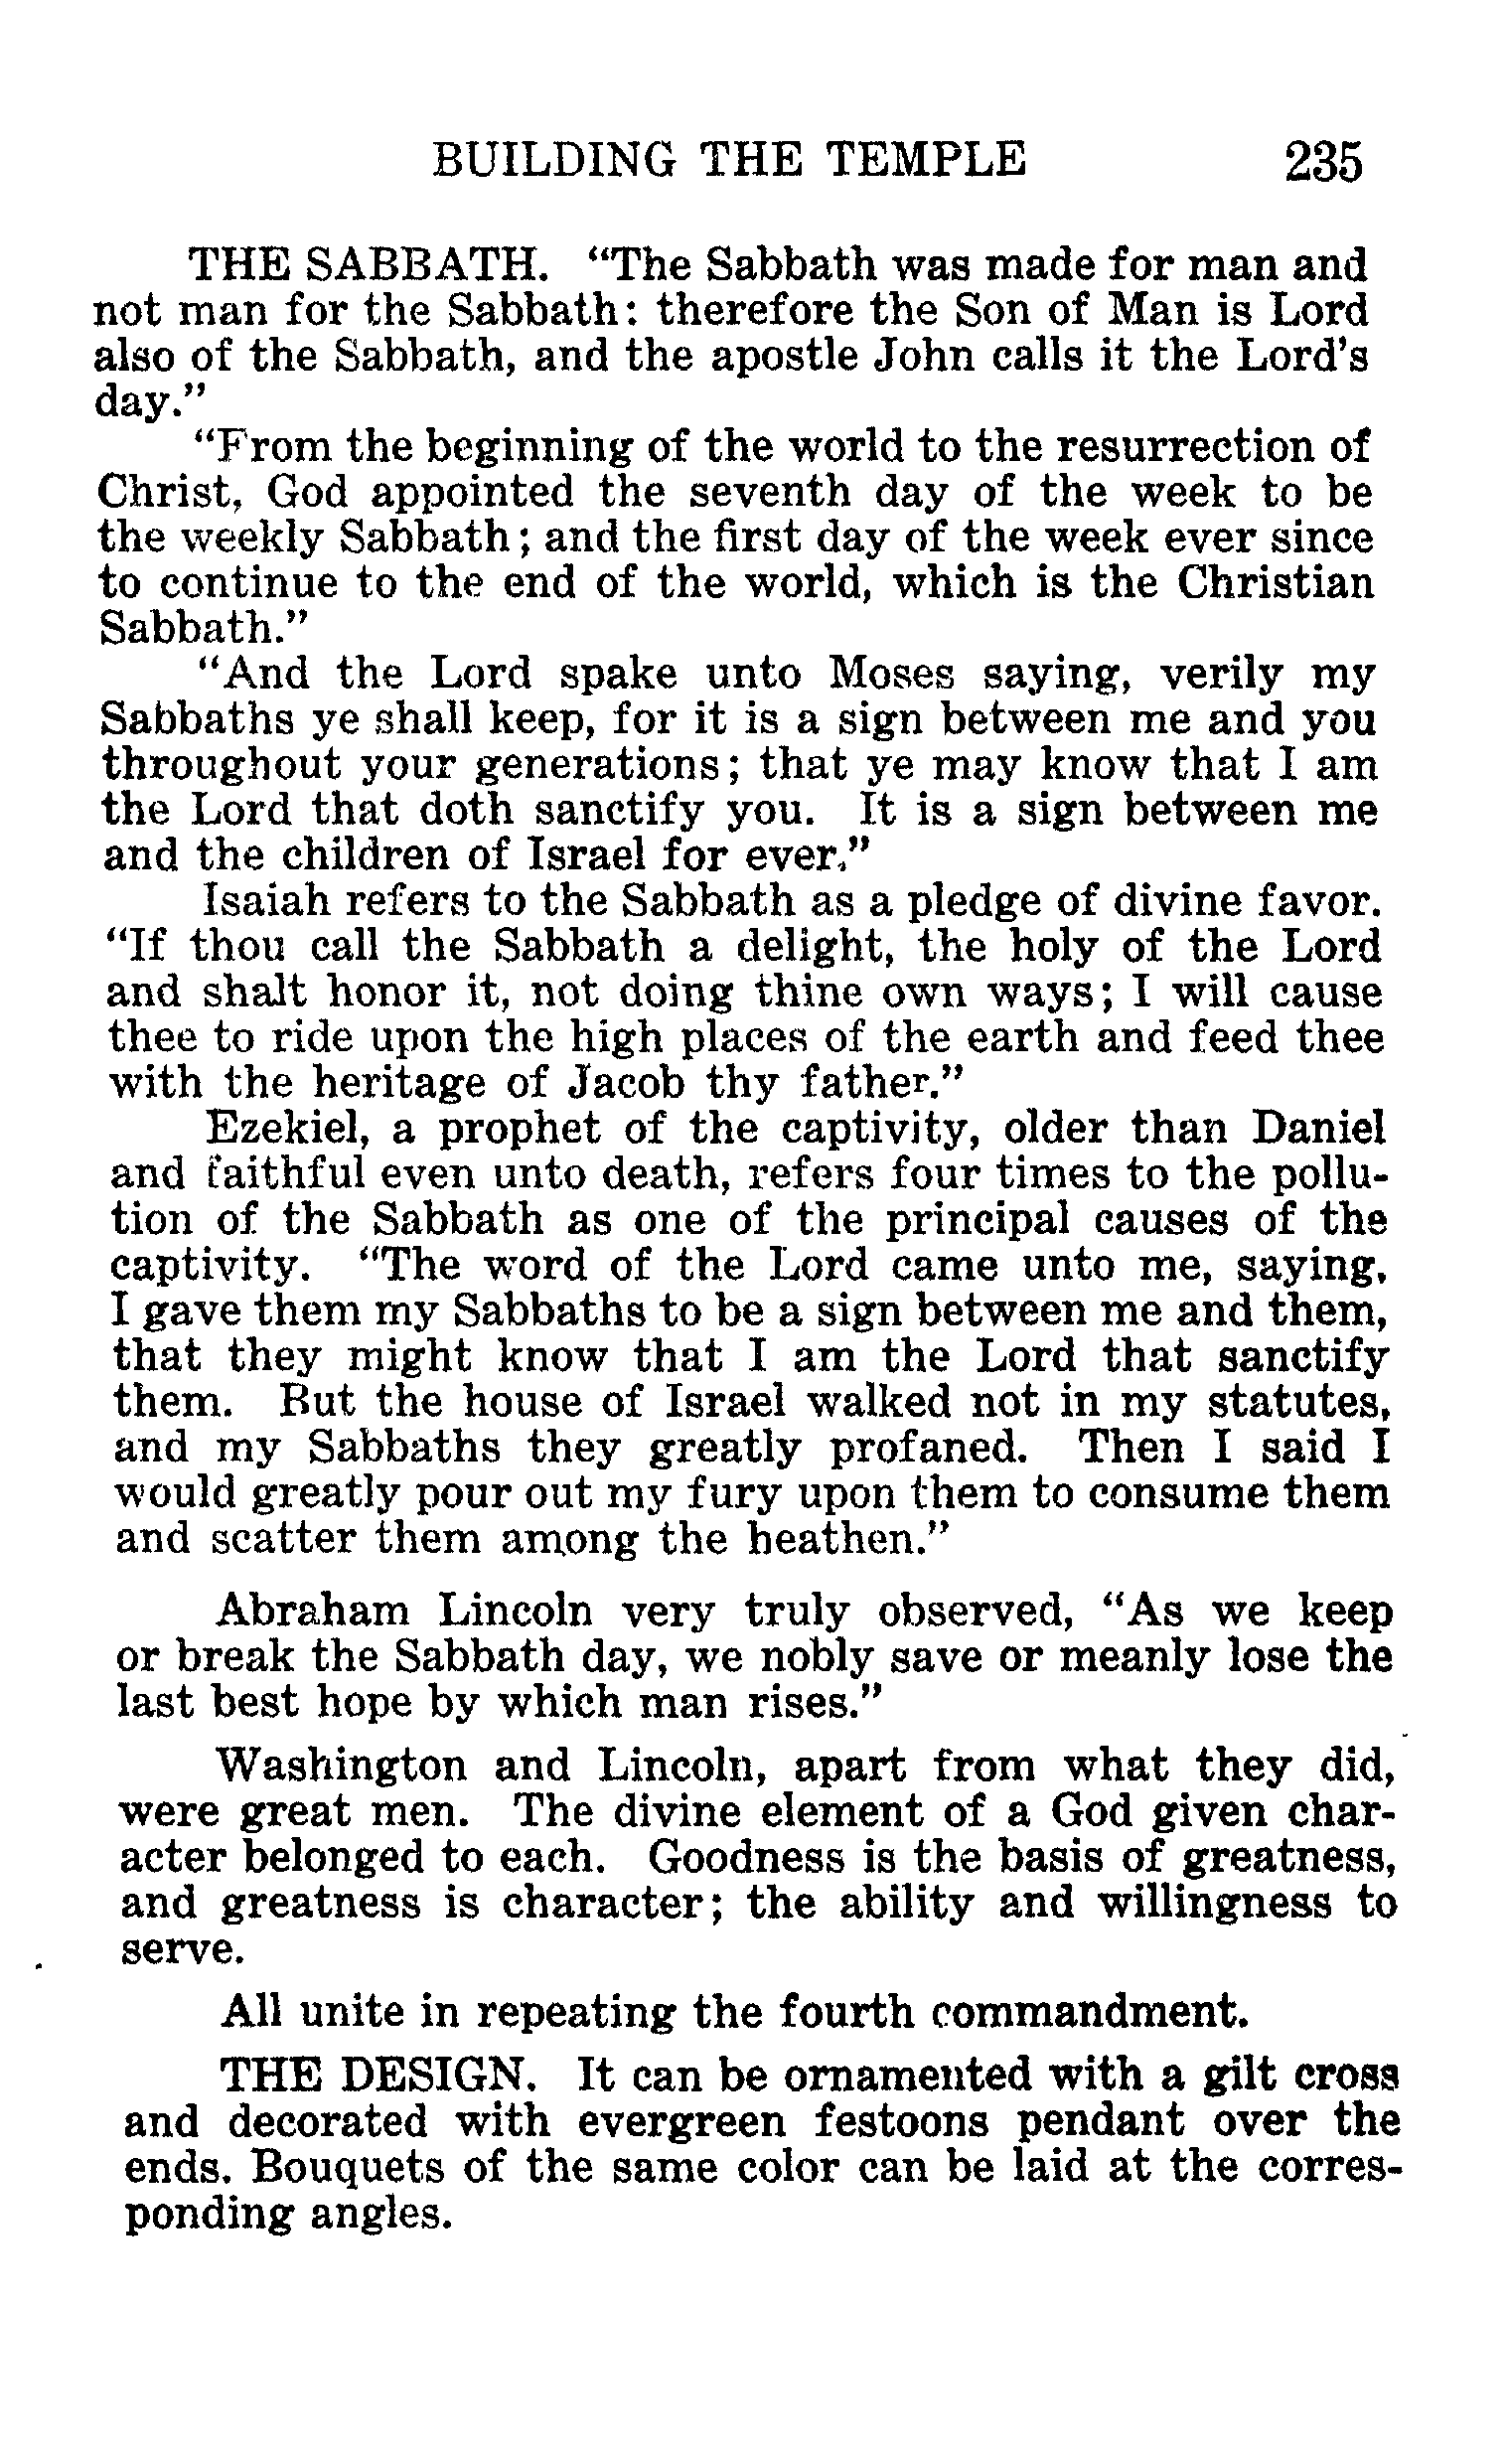 BUILDING THE TEMPLE 235
THE SABBATH. "The Sabbath was made for man and
not man for the Sabbath: therefore the Son of Man is Lord
also of the Sabbath, and the apostle John calls it the Lord's
day."
"From the beginning of the world to the resurrection of
Christ, God appointed the seventh day of the week to be
the weekly Sabbath; and the first day of the week ever since
to continue to the end of the world, which is the Christian
Sabbath."
"And the Lord spake unto Moses saying, verily my
Sabbaths ye shall keep, for it is a sign between me and you
throughout your generations; that ye may know that I am
the Lord that doth sanctify you. It is a sign between me
and the children of Israel for ever."
Isaiah refers to the Sabbath as a pledge of divine favor.
"If thou call the Sabbath a delight, the holy of the Lord
and shalt honor it, not doing thine own ways; I will cause
thee to ride upon the high places of the earth and feed thee
with the heritage of Jacob thy father."
Ezekiel, a prophet of the captivity, older than Daniel
and faithful even unto death, refers four times to the pollu-
tion of the Sabbath as one of the principal causes of the
captivity. "The word of the Lord came unto me, saying,
I gave them my Sabbaths to be a sign between me and them,
that they might know that I am the Lord that sanctify
them. But the house of Israel walked not in my statutes,
and my Sabbaths they greatly profaned. Then I said I
would greatly pour out my fury upon them to consume them
and scatter them among the heathen."
Abraham Lincoln very truly observed, "As we keep
or break the Sabbath day, we nobly save or meanly lose the
last best hope by which man rises."
Washington and Lincoln, apart from what they did,
were great men. The divine element of a God given char-
acter belonged to each. Goodness is the basis of greatness,
and greatness is character; the ability and willingness to
serve.
All unite in repeating the fourth commandment.
THE DESIGN. It can be ornamented with a gilt cross
and decorated with evergreen festoons pendant over the
ends. Bouquets of the same color can be laid at the corres-
ponding angles.